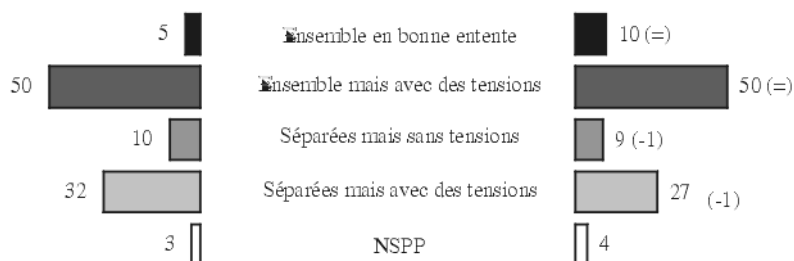 5 Ensemble en bonne entente 10 (=)
50 Ensemble mais avec des tensions 50 (=)
10 Séparées mais sans tensions 9 (-1)
32 Séparées mais avec des tensions 27 (-1)
3 NSPP 4